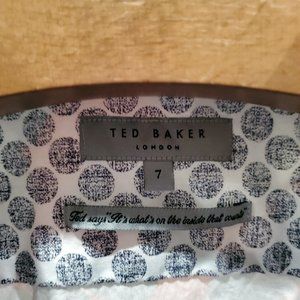 TED BAKER
LONDON
7
Ted says 'It's what's on the inside that counts'